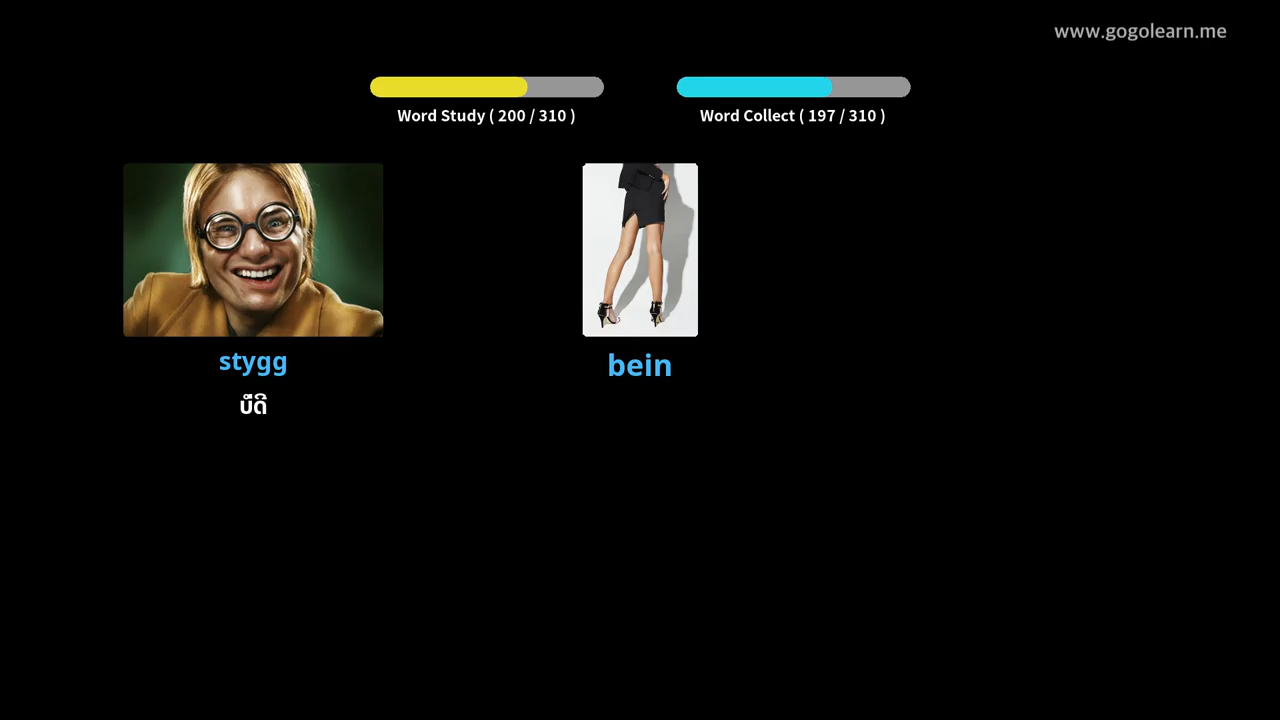 www.gogolearn.me
Word Study ( 200 / 310 )
Word Collect ( 197 / 310 )
stygg
bein
ບໍ່ດີ